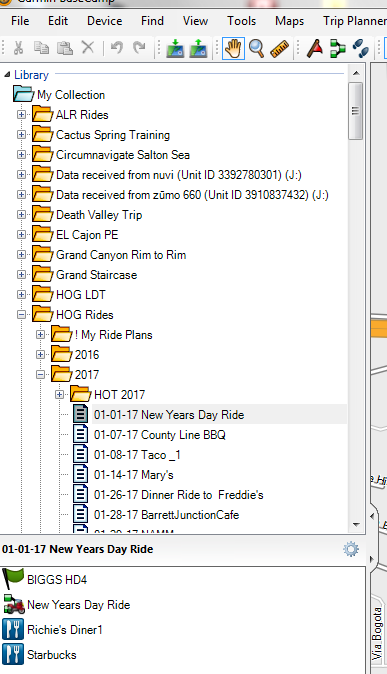 Garmin BaseCamp
File Edit Device Find View Tools Maps Trip Planner
Library
My Collection
ALR Rides
Cactus Spring Training
Circumnavigate Salton Sea
Data received from nuvi (Unit ID 3392780301) (J:)
Data received from zūmo 660 (Unit ID 3910837432) (J:)
Death Valley Trip
EL Cajon PE
Grand Canyon Rim to Rim
Grand Staircase
HOG LDT
HOG Rides
! My Ride Plans
2016
2017
HOT 2017
01-01-17 New Years Day Ride
01-07-17 County Line BBQ
01-08-17 Taco _1
01-14-17 Mary's
01-26-17 Dinner Ride to Freddie's
01-28-17 BarrettJunctionCafe
01-01-17 New Years Day Ride
BIGGS HD4
New Years Day Ride
Richie's Diner1
Starbucks
Via Bogota